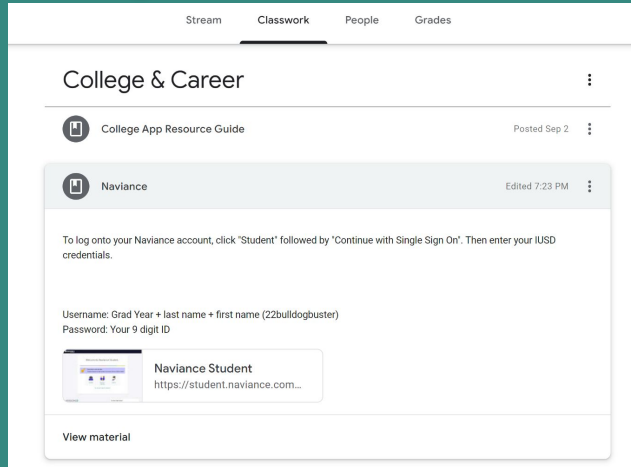 Stream Classwork People Grades
College & Career
College App Resource Guide Posted Sep 2
Naviance Edited 7:23 PM
To log onto your Naviance account, click "Student" followed by "Continue with Single Sign On". Then enter your IUSD
credentials.
Username: Grad Year + last name + first name (22bulldogbuster)
Password: Your 9 digit ID
Naviance Student
https://student.naviance.com...
View material